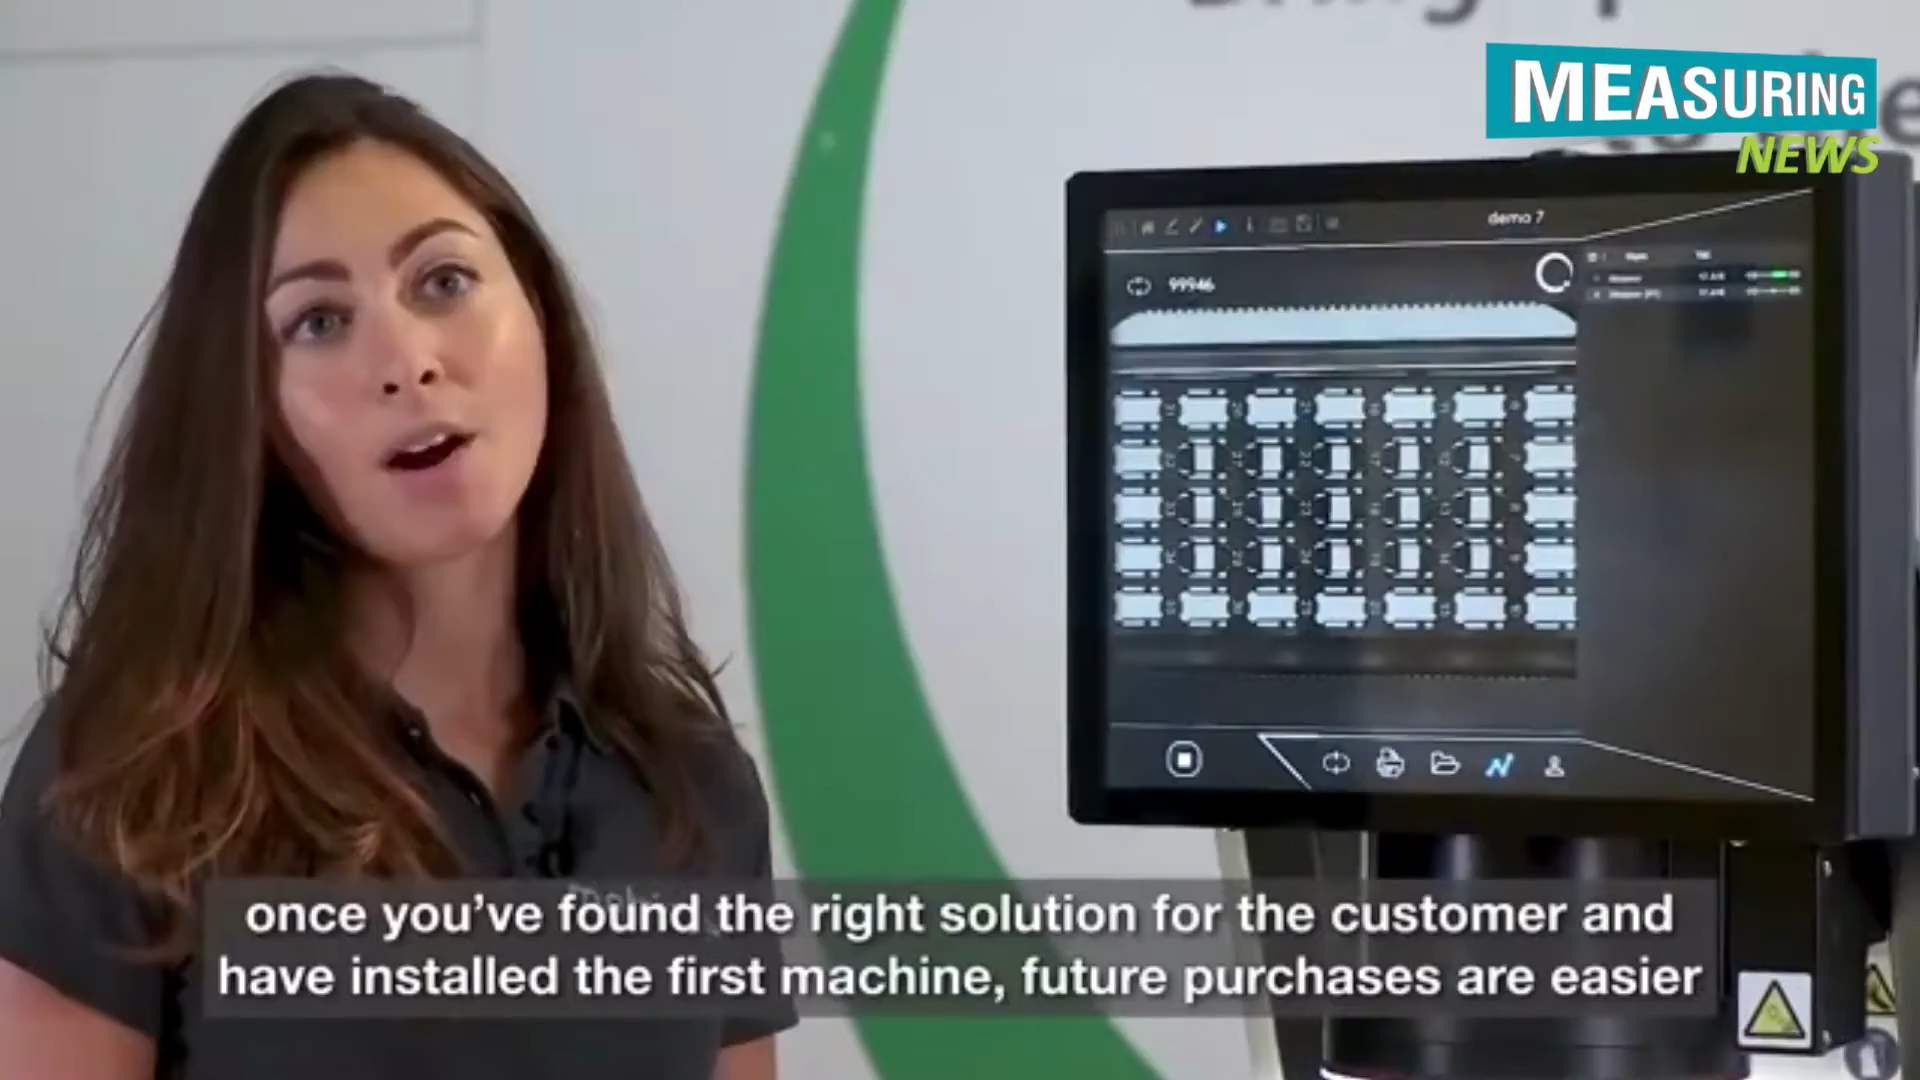 MEASURING
NEWS
demo 7
99946
once you’ve found the right solution for the customer and
have installed the first machine, future purchases are easier